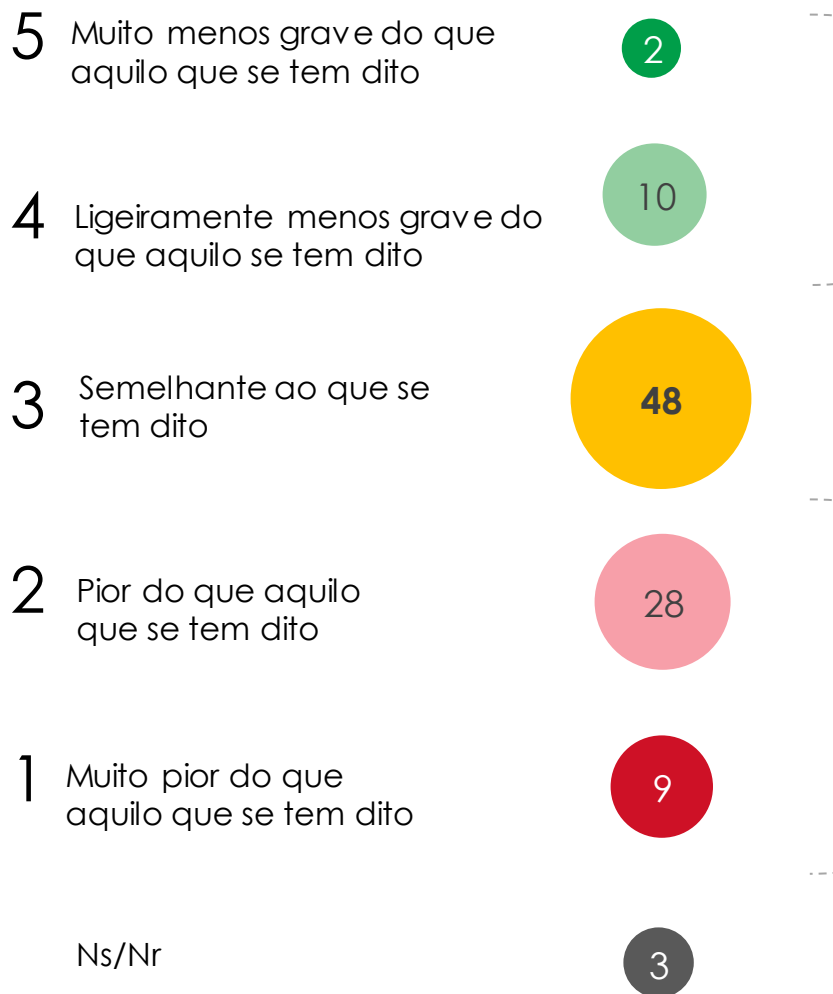 5 Muito menos grave do que
aquilo que se tem dito
2
4 Ligeiramente menos grave do
que aquilo se tem dito
10
3 Semelhante ao que se
tem dito
48
2 Pior do que aquilo
que se tem dito
28
1 Muito pior do que
aquilo que se tem dito
9
Ns/Nr
3